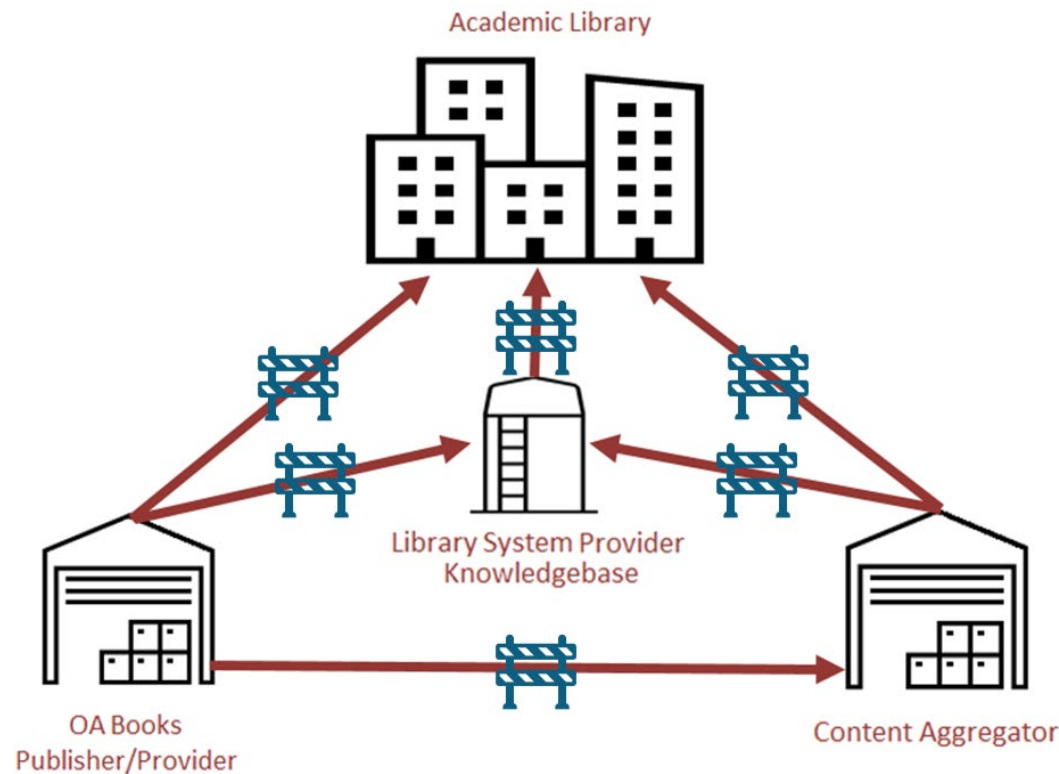 Academic Library
Library System Provider
Knowledgebase
OA Books
Publisher/Provider
Content Aggregator